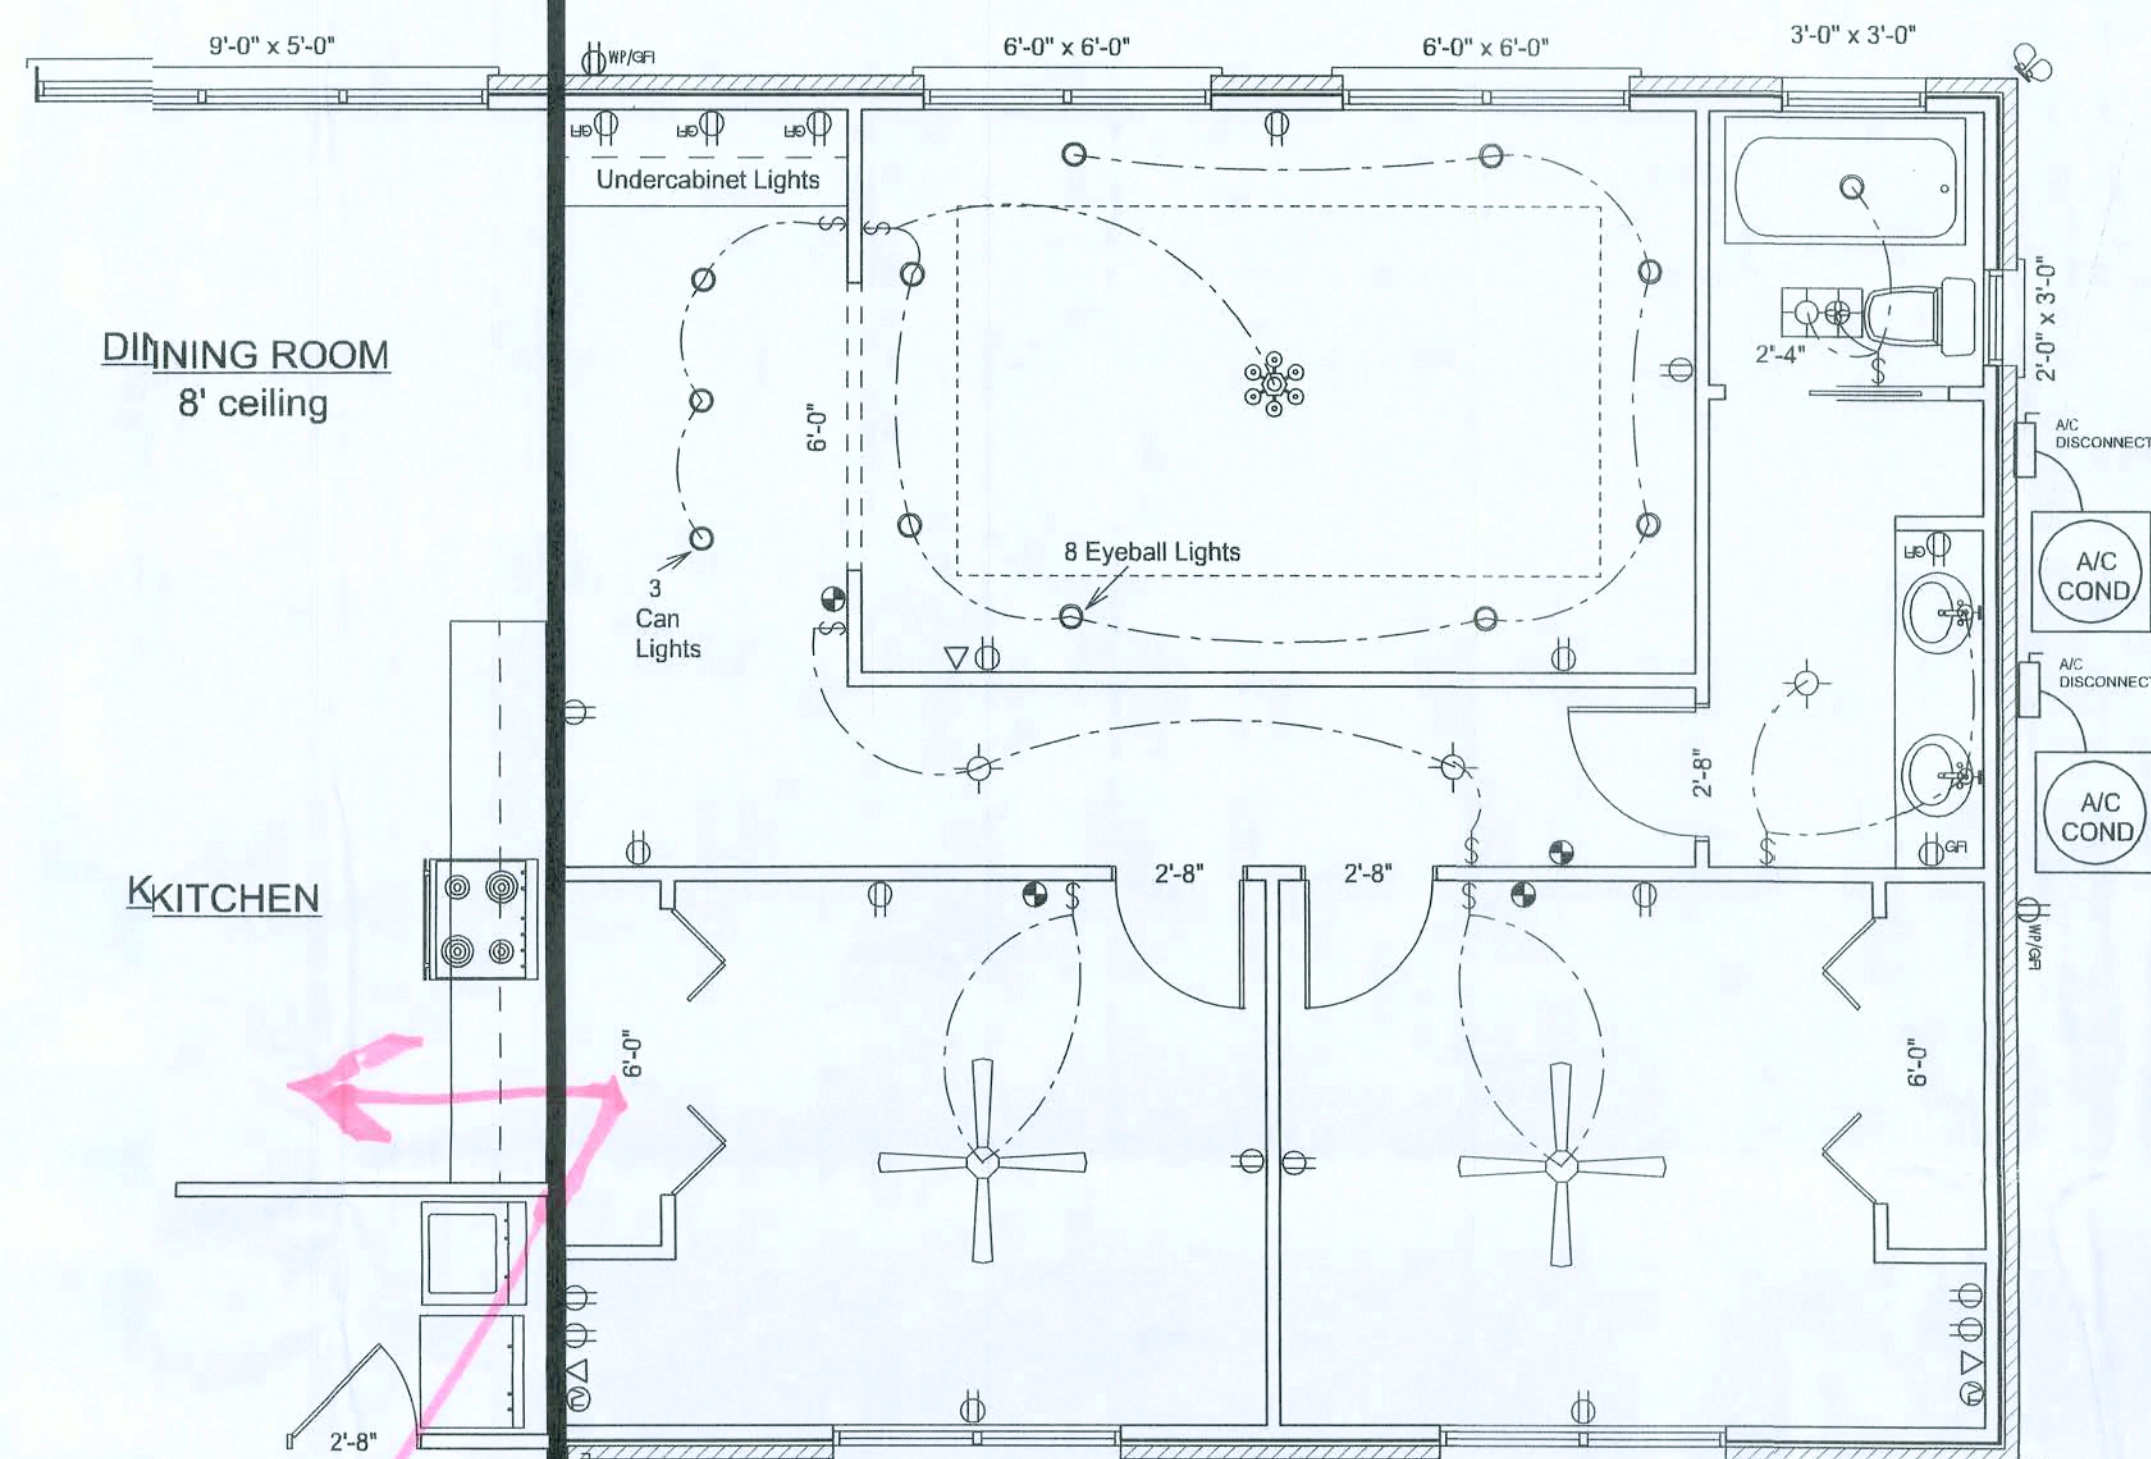 9'-0" x 5'-0"
WP/GFI
6'-0" x 6'-0"
6'-0" x 6'-0"
3'-0" x 3'-0"
GFI
GFI
GFI
Undercabinet Lights
DINNING ROOM
8' ceiling
6'-0"
2'-4"
2'-0" x 3'-0"
A/C
DISCONNECT
8 Eyeball Lights
GFI
A/C
COND.
3
Can
Lights
A/C
DISCONNECT
2'-8"
A/C
COND.
KKITCHEN
2'-8"
2'-8"
GFI
WP/GFI
6'-0"
6'-0"
2'-8"